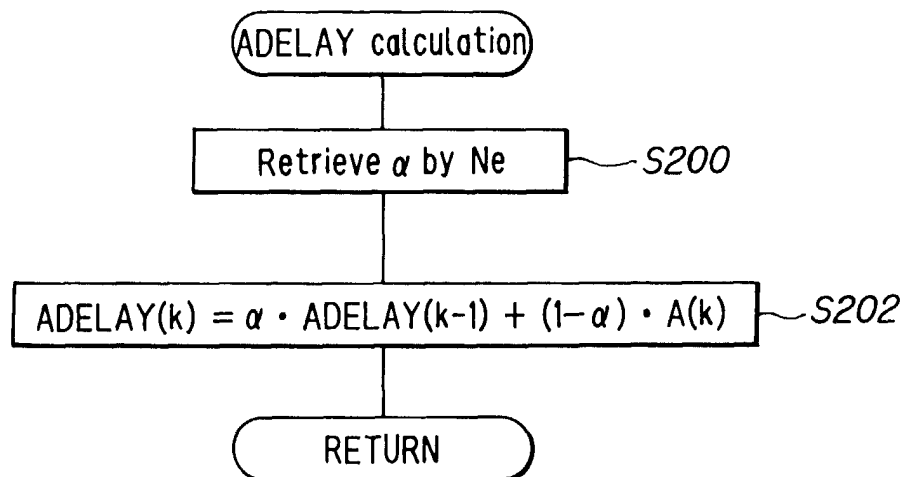 ADELAY calculation
Retrieve α by Ne
S200
ADELAY(k) = α · ADELAY(k-1) + (1-α) · A(k)
S202
RETURN